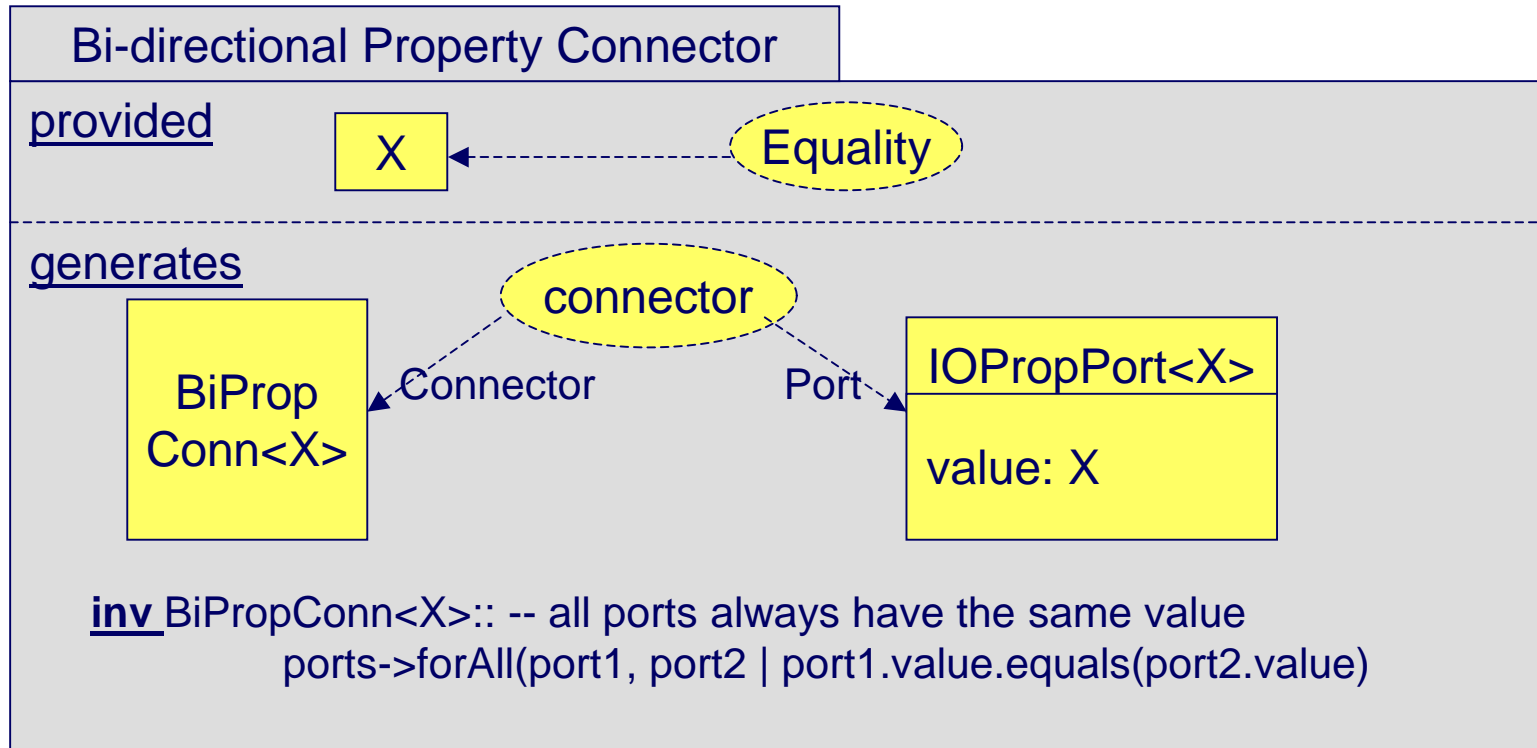 Bi-directional Property Connector
provided
X
Equality
generates
connector
BiProp
Conn<X>
Connector
Port
IOPropPort<X>
value: X
inv BiPropConn<X>:: -- all ports always have the same value
ports->forAll(port1, port2 | port1.value.equals(port2.value)